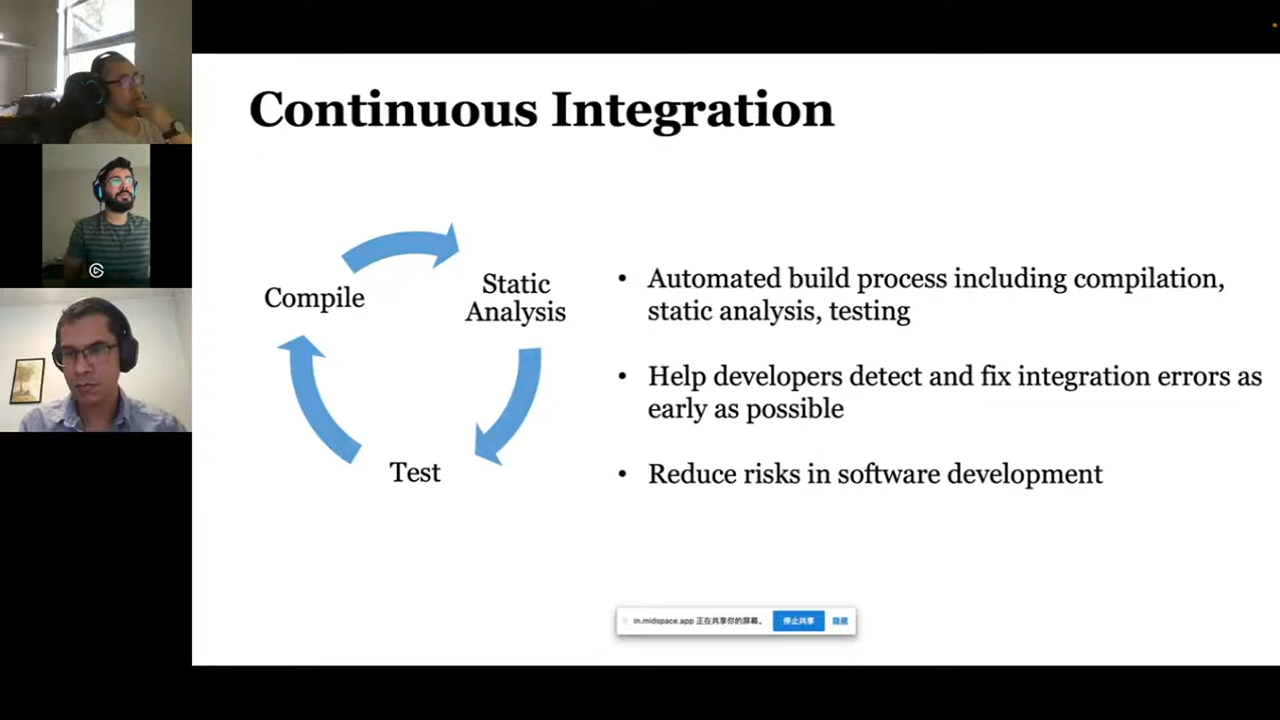 Continuous Integration
Compile
Static
Analysis
Test
• Automated build process including compilation,
static analysis, testing
• Help developers detect and fix integration errors as
early as possible
• Reduce risks in software development
in.midspace.app 正在共享你的屏幕。 停止共享 隐藏